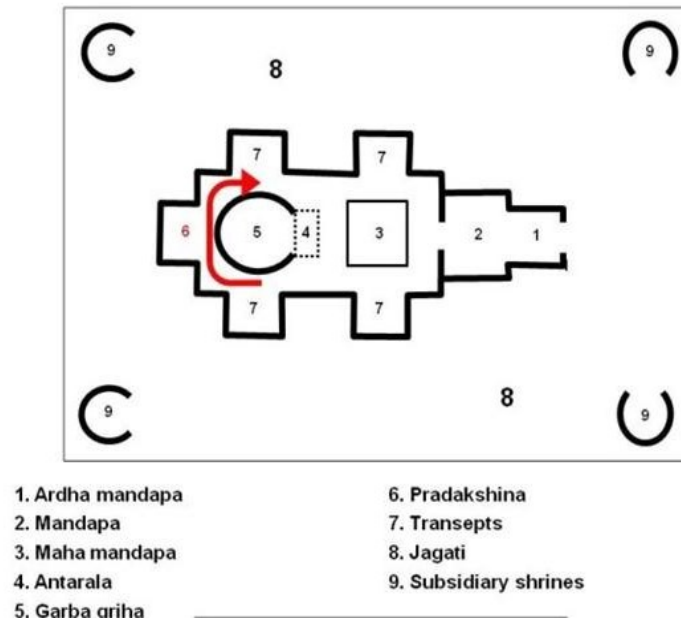 9 9
8
7 7
6 5 4 3 2 1
7 7
8
9 9
1. Ardha mandapa
2. Mandapa
3. Maha mandapa
4. Antarala
5. Garba griha
6. Pradakshina
7. Transepts
8. Jagati
9. Subsidiary shrines